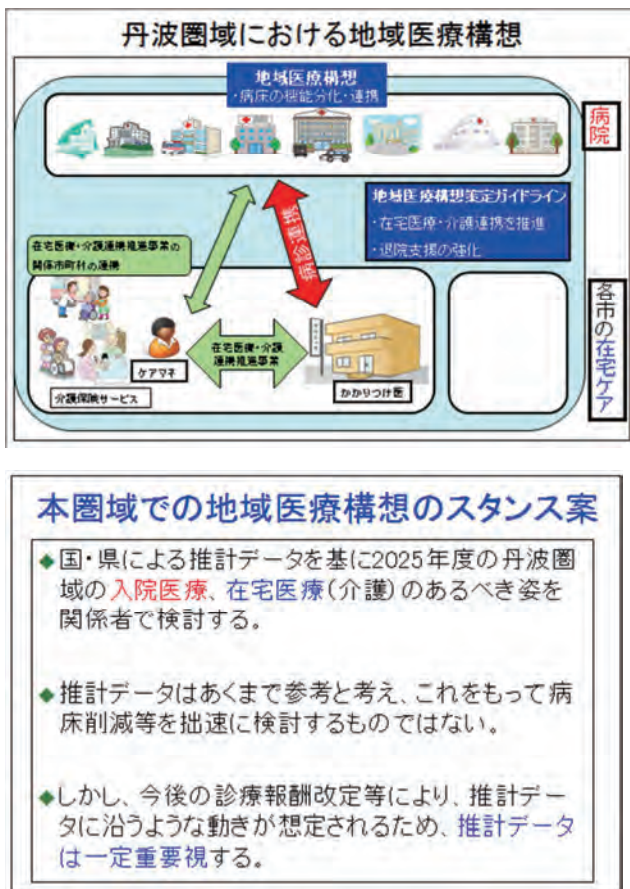 丹波圏域における地域医療構想
地域医療構想
・病床の機能分化・連携
病院
地域医療構想策定ガイドライン
・在宅医療・介護連携を推進
・退院支援の強化
病診連携
在宅医療・介護連携推進事業の
関係市町村の連携
各市の在宅ケア
在宅医療・介護
連携推進事業
ケアマネ
かかりつけ医
介護保険サービス
本圏域での地域医療構想のスタンス案
◆国・県による推計データを基に2025年度の丹波圏
域の入院医療、在宅医療(介護)のあるべき姿を
関係者で検討する。
◆推計データはあくまで参考と考え、これをもって病
床削減等を拙速に検討するものではない。
◆しかし、今後の診療報酬改定等により、推計デー
タに沿うような動きが想定されるため、推計データ
は一定重要視する。